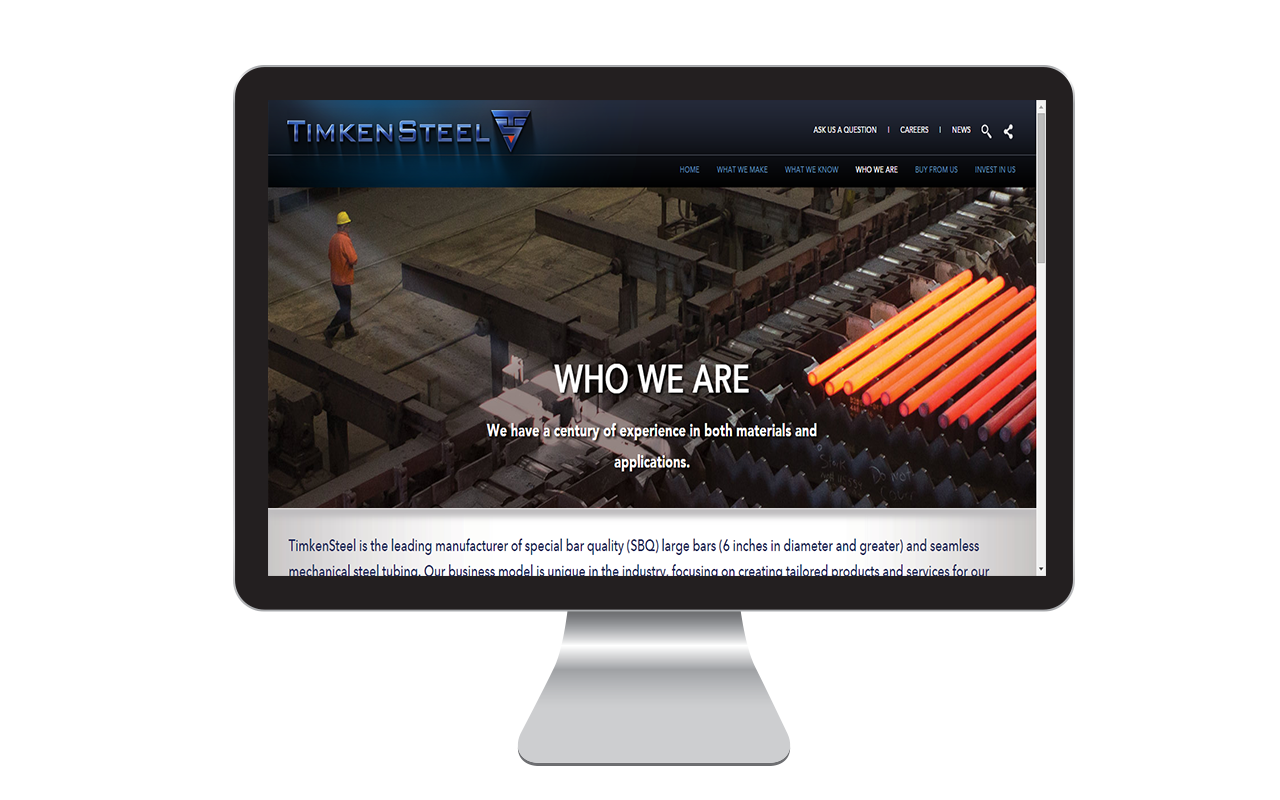 TIMKENSTEEL
ASK US A QUESTION | CAREERS | NEWS
HOME WHAT WE MAKE WHAT WE KNOW WHO WE ARE BUY FROM US INVEST IN US
WHO WE ARE
We have a century of experience in both materials and
applications.
TimkenSteel is the leading manufacturer of special bar quality (SBQ) large bars (6 inches in diameter and greater) and seamless
mechanical steel tubing. Our business model is unique in the industry, focusing on creating tailored products and services for our